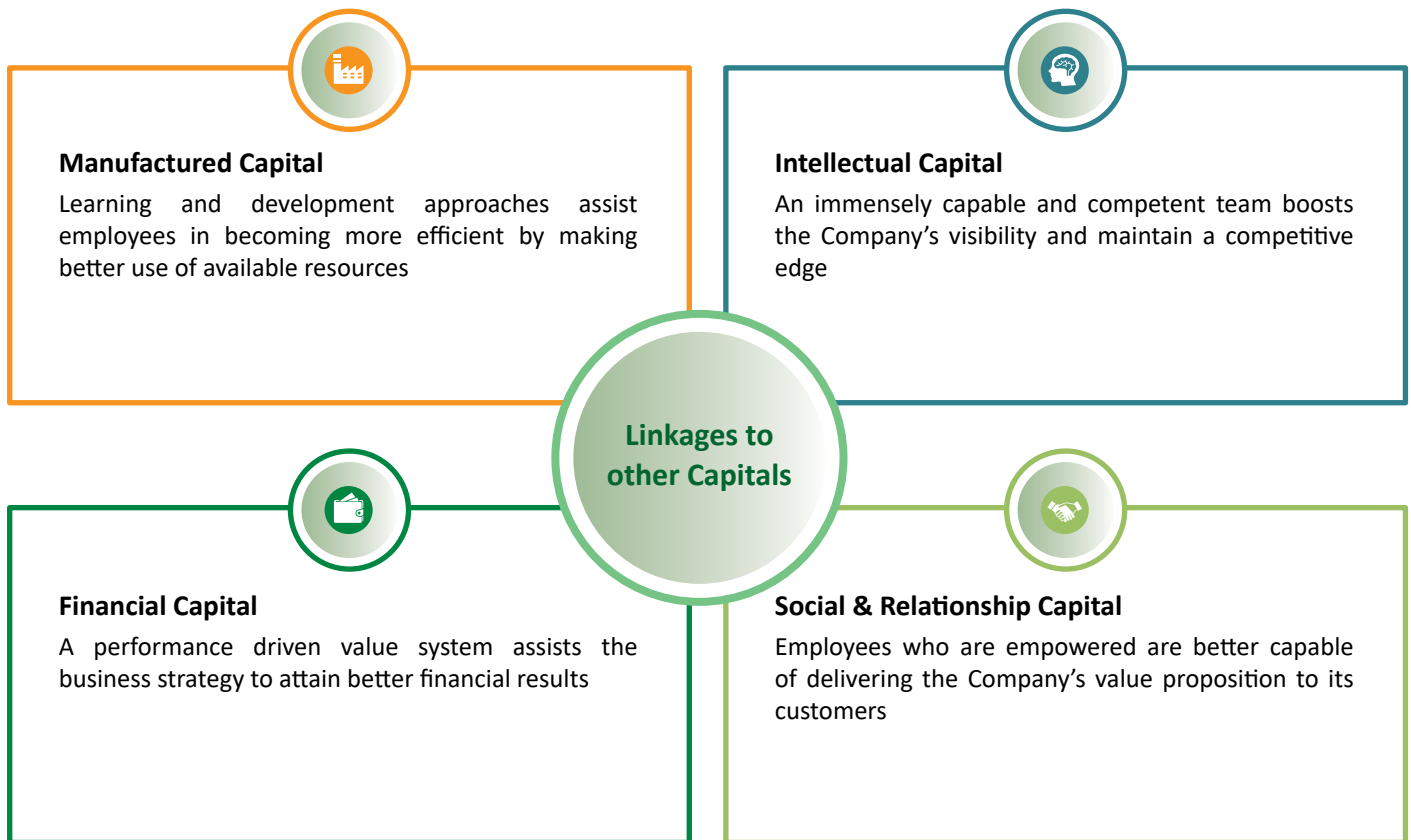 Manufactured Capital
Learning and development approaches assist
employees in becoming more efficient by making
better use of available resources
Intellectual Capital
An immensely capable and competent team boosts
the Company's visibility and maintain a competitive
edge
Linkages to
other Capitals
Financial Capital
A performance driven value system assists the
business strategy to attain better financial results
Social & Relationship Capital
Employees who are empowered are better capable
of delivering the Company's value proposition to its
customers